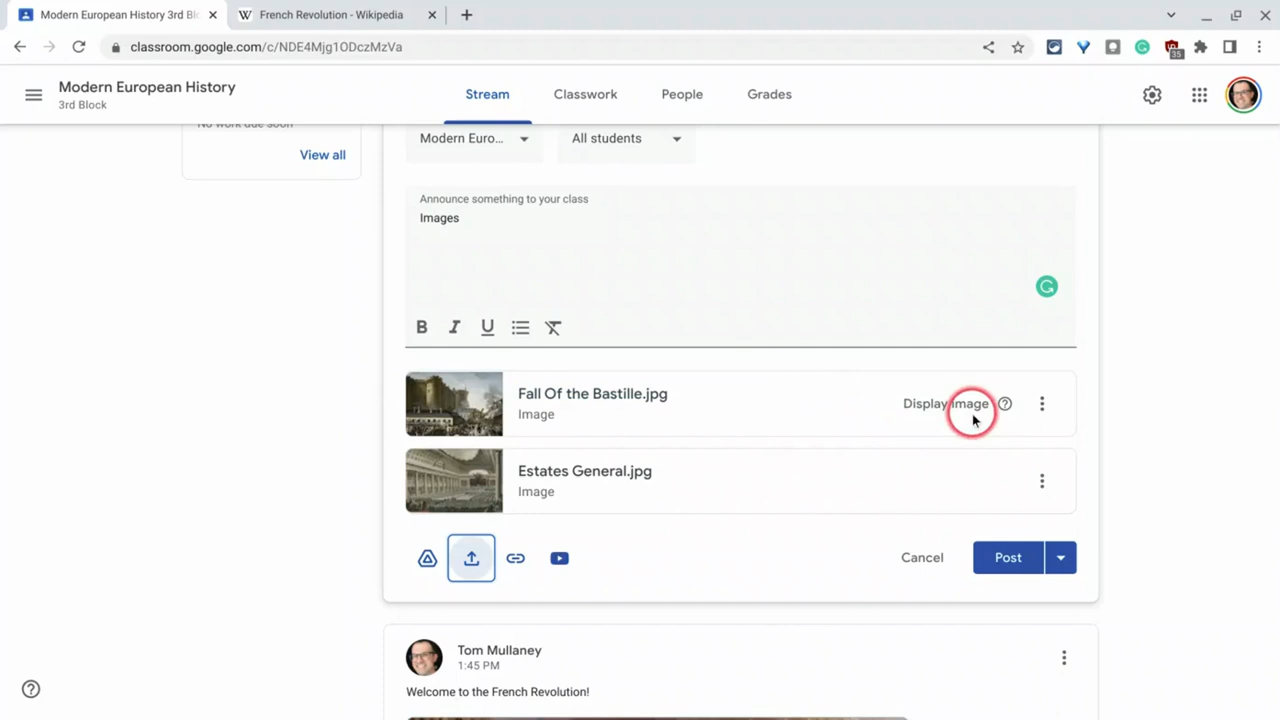 Modern European History 3rd Blo
French Revolution - Wikipedia
classroom.google.com/c/NDE4Mjg1ODczMzVa
35
Modern European History
3rd Block
Stream
Classwork
People
Grades
No work due soon
View all
Modern Euro...
All students
Announce something to your class
Images
B I U
Fall Of the Bastille.jpg
Image
Display image
Estates General.jpg
Image
Cancel
Post
Tom Mullaney
1:45 PM
Welcome to the French Revolution!